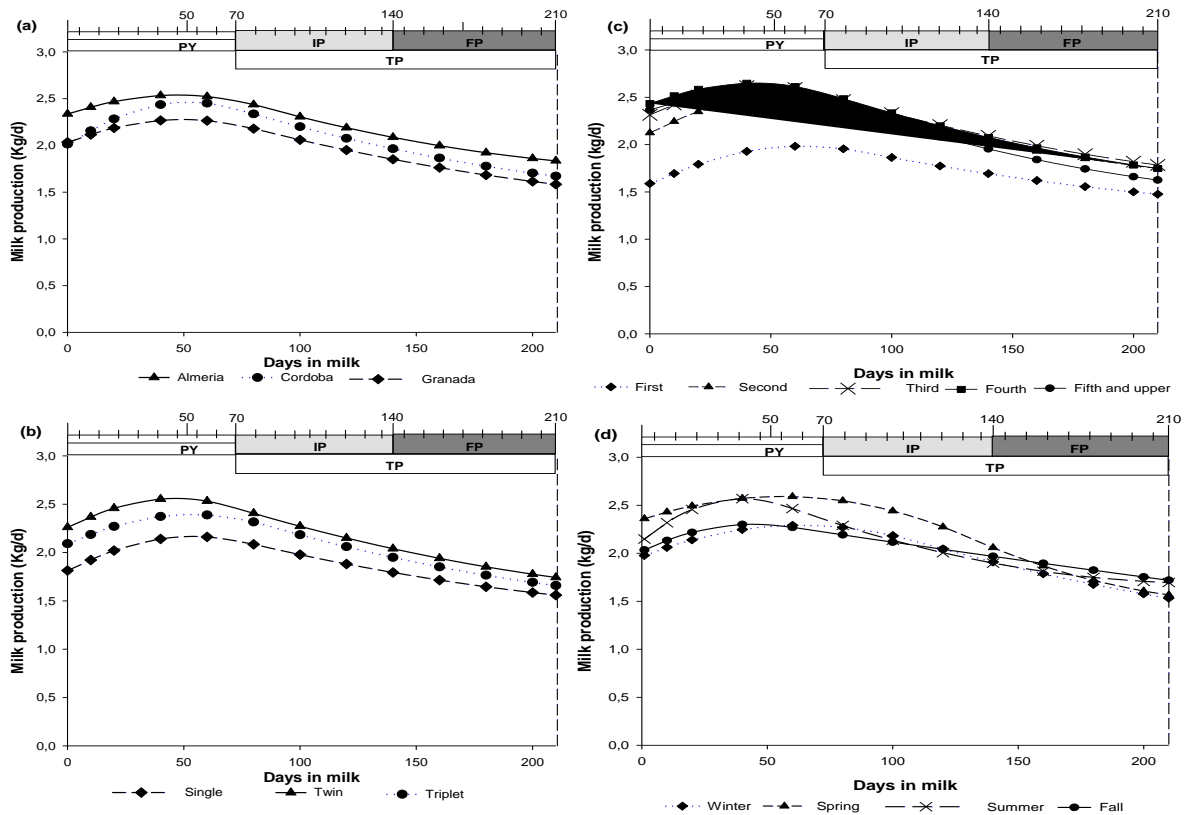 (a)
0 50 70 140 210
PY IP FP
TP
3,0
2,5
2,0
1,5
1,0
0,5
0,0
Milk production (Kg/d)
0 50 100 150 200
Days in milk
Almeria Cordoba Granada
(c)
0 50 70 140 210
PY IP FP
TP
3,0
2,5
2,0
1,5
1,0
0,5
0,0
Milk production (kg/d)
0 50 100 150 200
Days in milk
First Second Third Fourth Fifth and upper
(b)
0 50 70 140 210
PY IP FP
TP
3,0
2,5
2,0
1,5
1,0
0,5
0,0
Milk production (Kg/d)
0 50 100 150 200
Days in milk
Single Twin Triplet
(d)
0 50 70 140 210
PY IP FP
TP
3,0
2,5
2,0
1,5
1,0
0,5
0,0
Milk production (kg/d)
0 50 100 150 200
Days in milk
Winter Spring Summer Fall